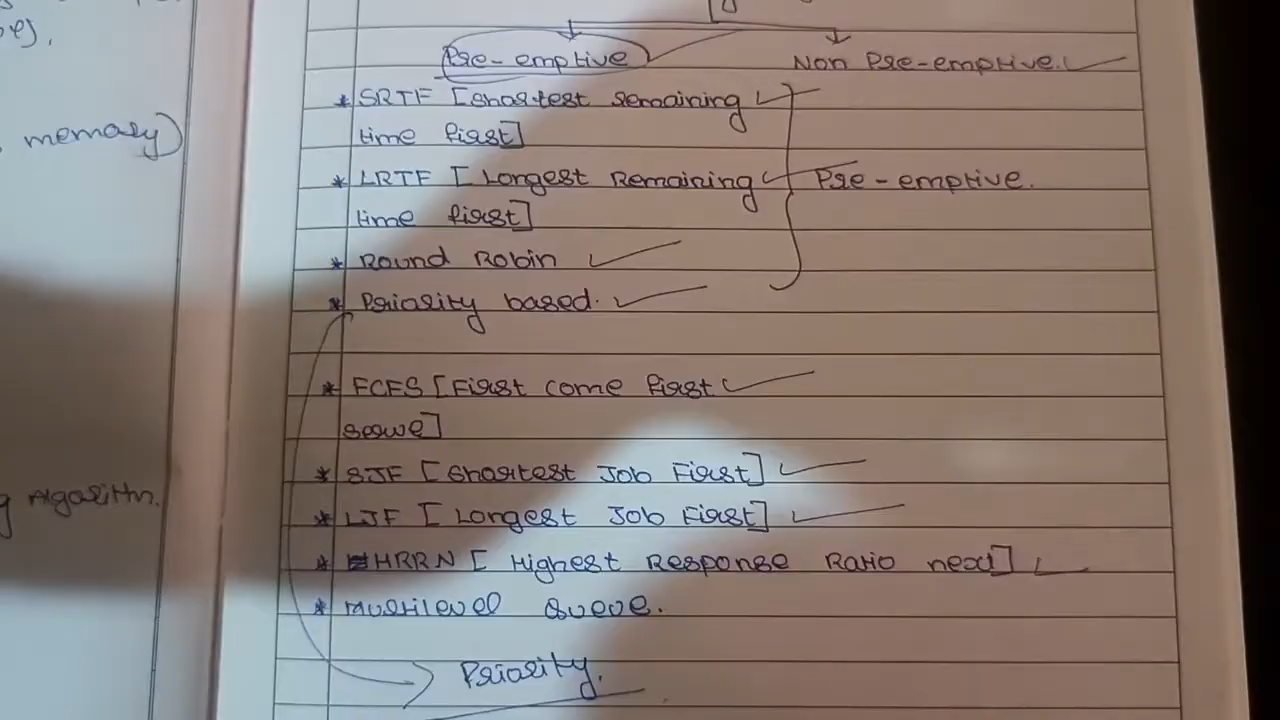 memory)
g Algorithm.
Pre-emptive
Non Pre-emptive.
* SRTF [Shortest remaining
time first]
* LRTF [Longest Remaining
time first]
Pre-emptive.
* Round Robin
* Priority based.
* FCFS [First come first
serve]
* SJF [Shortest Job First]
* LJF [Longest Job First]
* HRRN [Highest Response Ratio next]
* Multilevel Queue.
Priority.